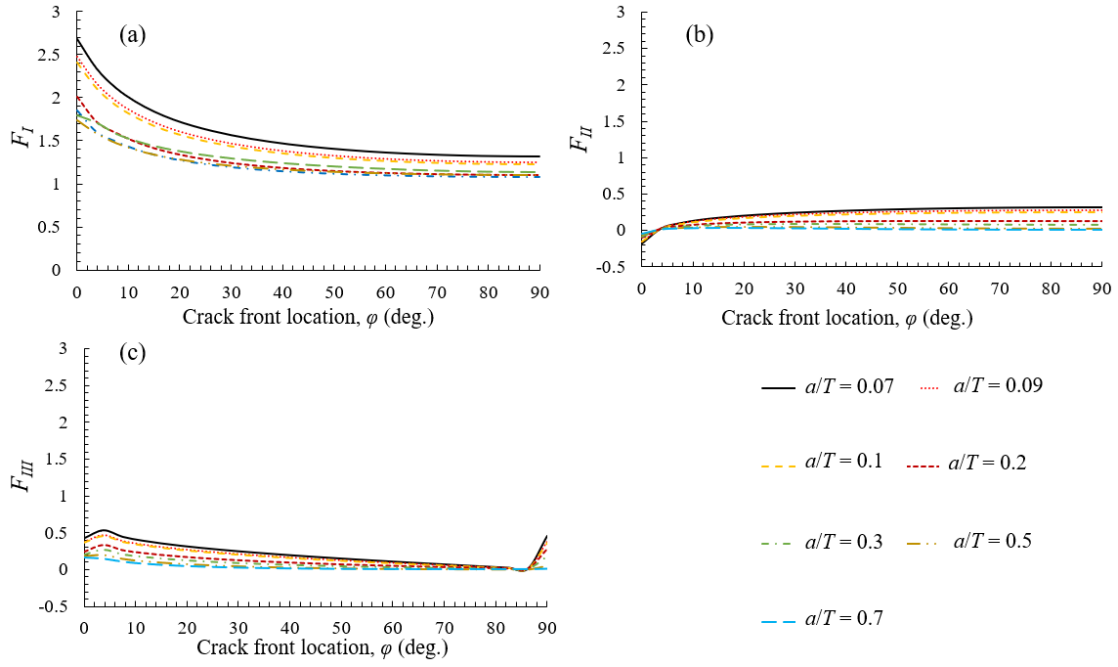 (a)
3
2.5
2
1.5
1
0.5
0
F_I
0 10 20 30 40 50 60 70 80 90
Crack front location, φ (deg.)
(b)
3
2.5
2
1.5
1
0.5
0
-0.5
F_II
0 10 20 30 40 50 60 70 80 90
Crack front location, φ (deg.)
(c)
3
2.5
2
1.5
1
0.5
0
-0.5
F_III
0 10 20 30 40 50 60 70 80 90
Crack front location, φ (deg.)
a/T = 0.07 a/T = 0.09
a/T = 0.1 a/T = 0.2
a/T = 0.3 a/T = 0.5
a/T = 0.7